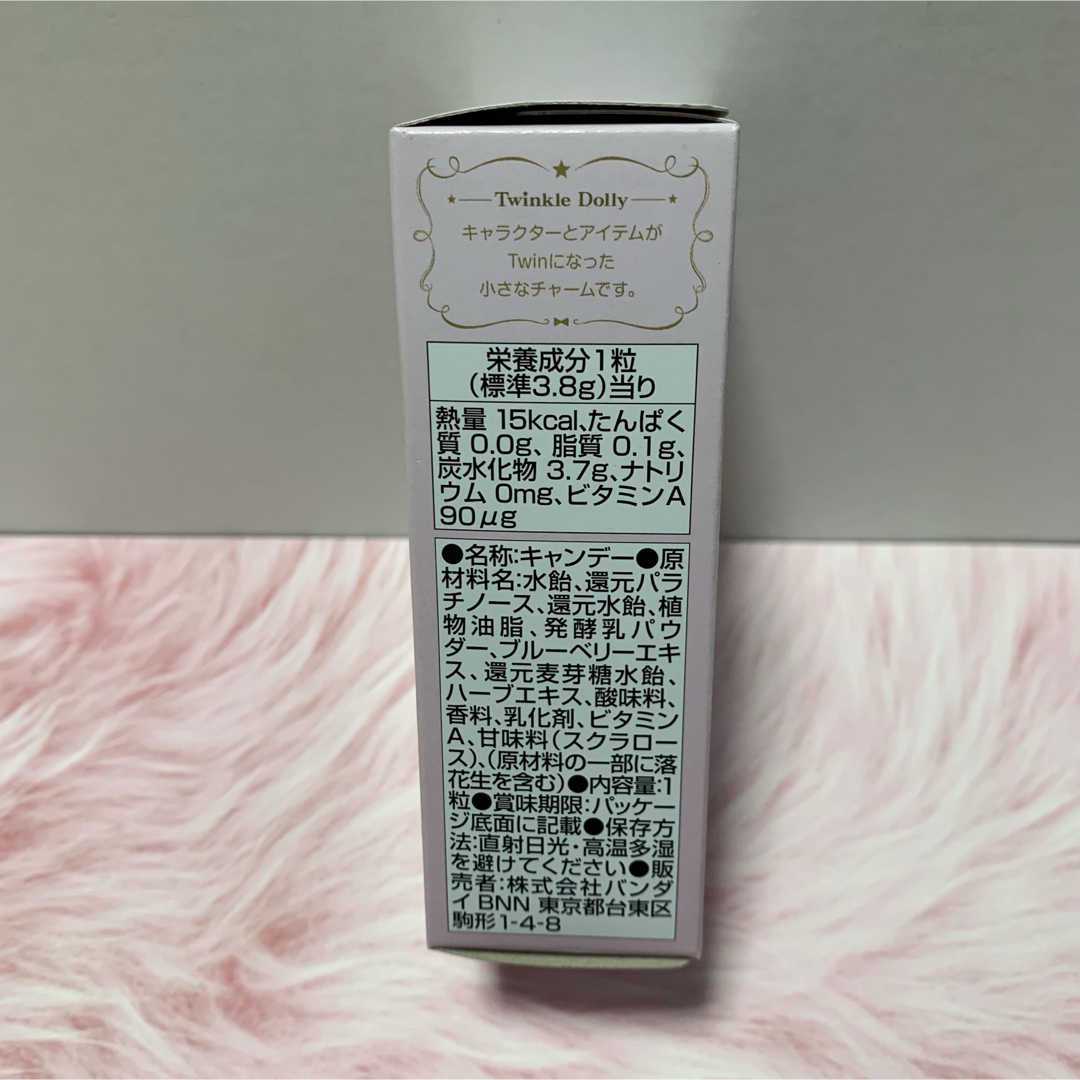 Twinkle Dolly
キャラクターとアイテムが
Twinになった
小さなチャームです。
栄養成分1粒
(標準3.8g)当り
熱量 15kcal、たんぱく
質 0.0g、脂質 0.1g、
炭水化物 3.7g、ナトリ
ウム 0mg、ビタミンA
90μg
●名称:キャンデー●原
材料名:水飴、還元パラ
チノース、還元水飴、植
物油脂、発酵乳パウ
ダー、ブルーベリーエキ
ス、還元麦芽糖水飴、
ハーブエキス、酸味料、
香料、乳化剤、ビタミン
A、甘味料(スクラロー
ス)、(原材料の一部に落
花生を含む)●内容量:1
粒●賞味期限:パッケー
ジ底面に記載●保存方
法:直射日光・高温多湿
を避けてください●販
売者:株式会社バンダ
イ BNN 東京都台東区
駒形1-4-8